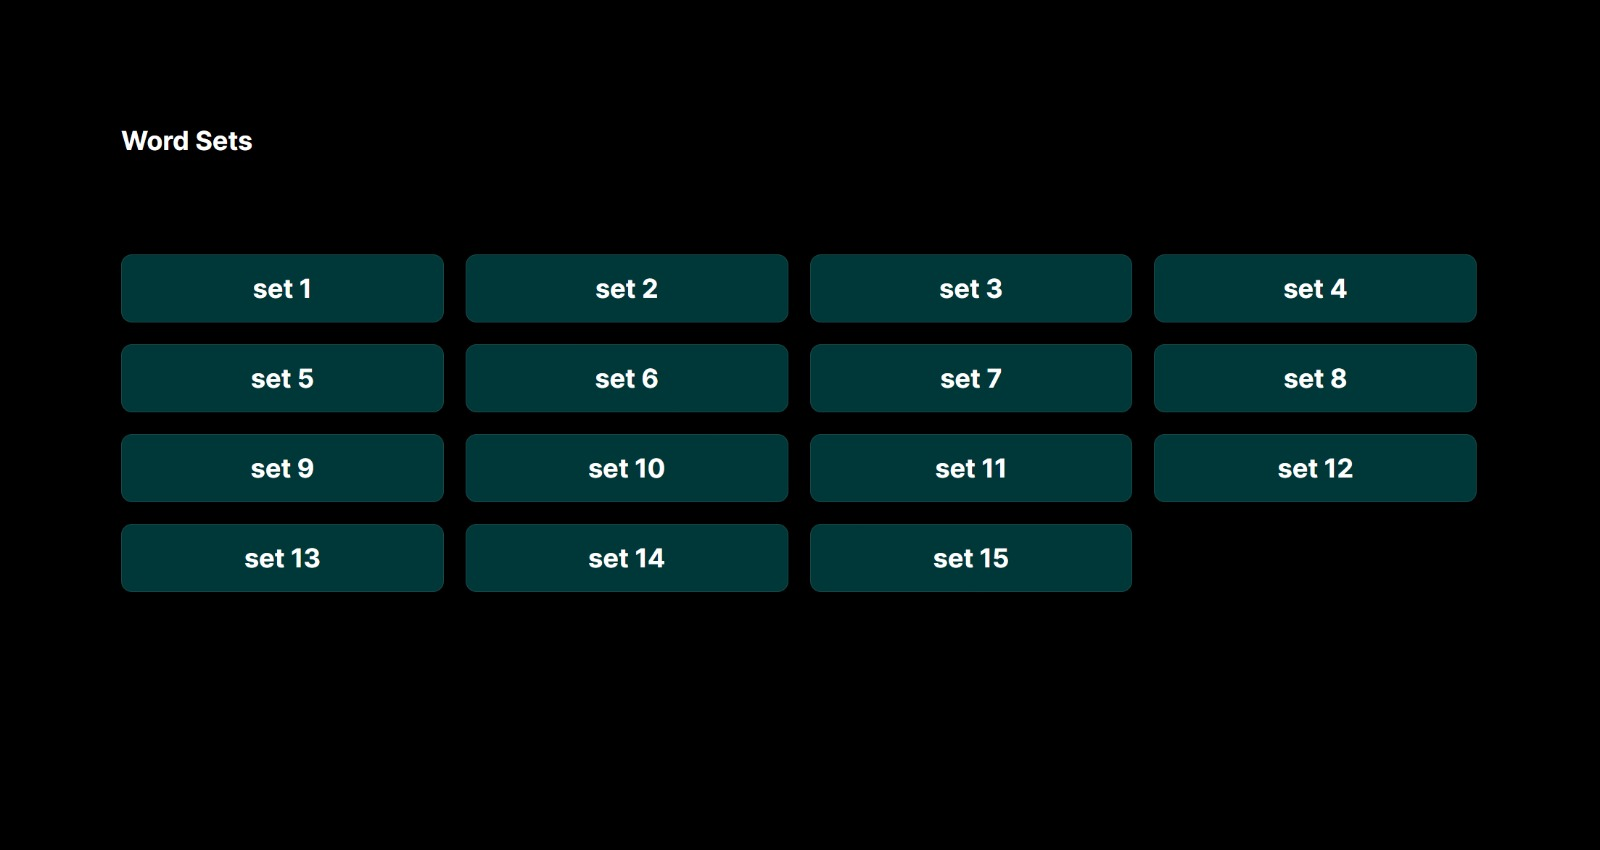 Word Sets
set 1
set 2
set 3
set 4
set 5
set 6
set 7
set 8
set 9
set 10
set 11
set 12
set 13
set 14
set 15